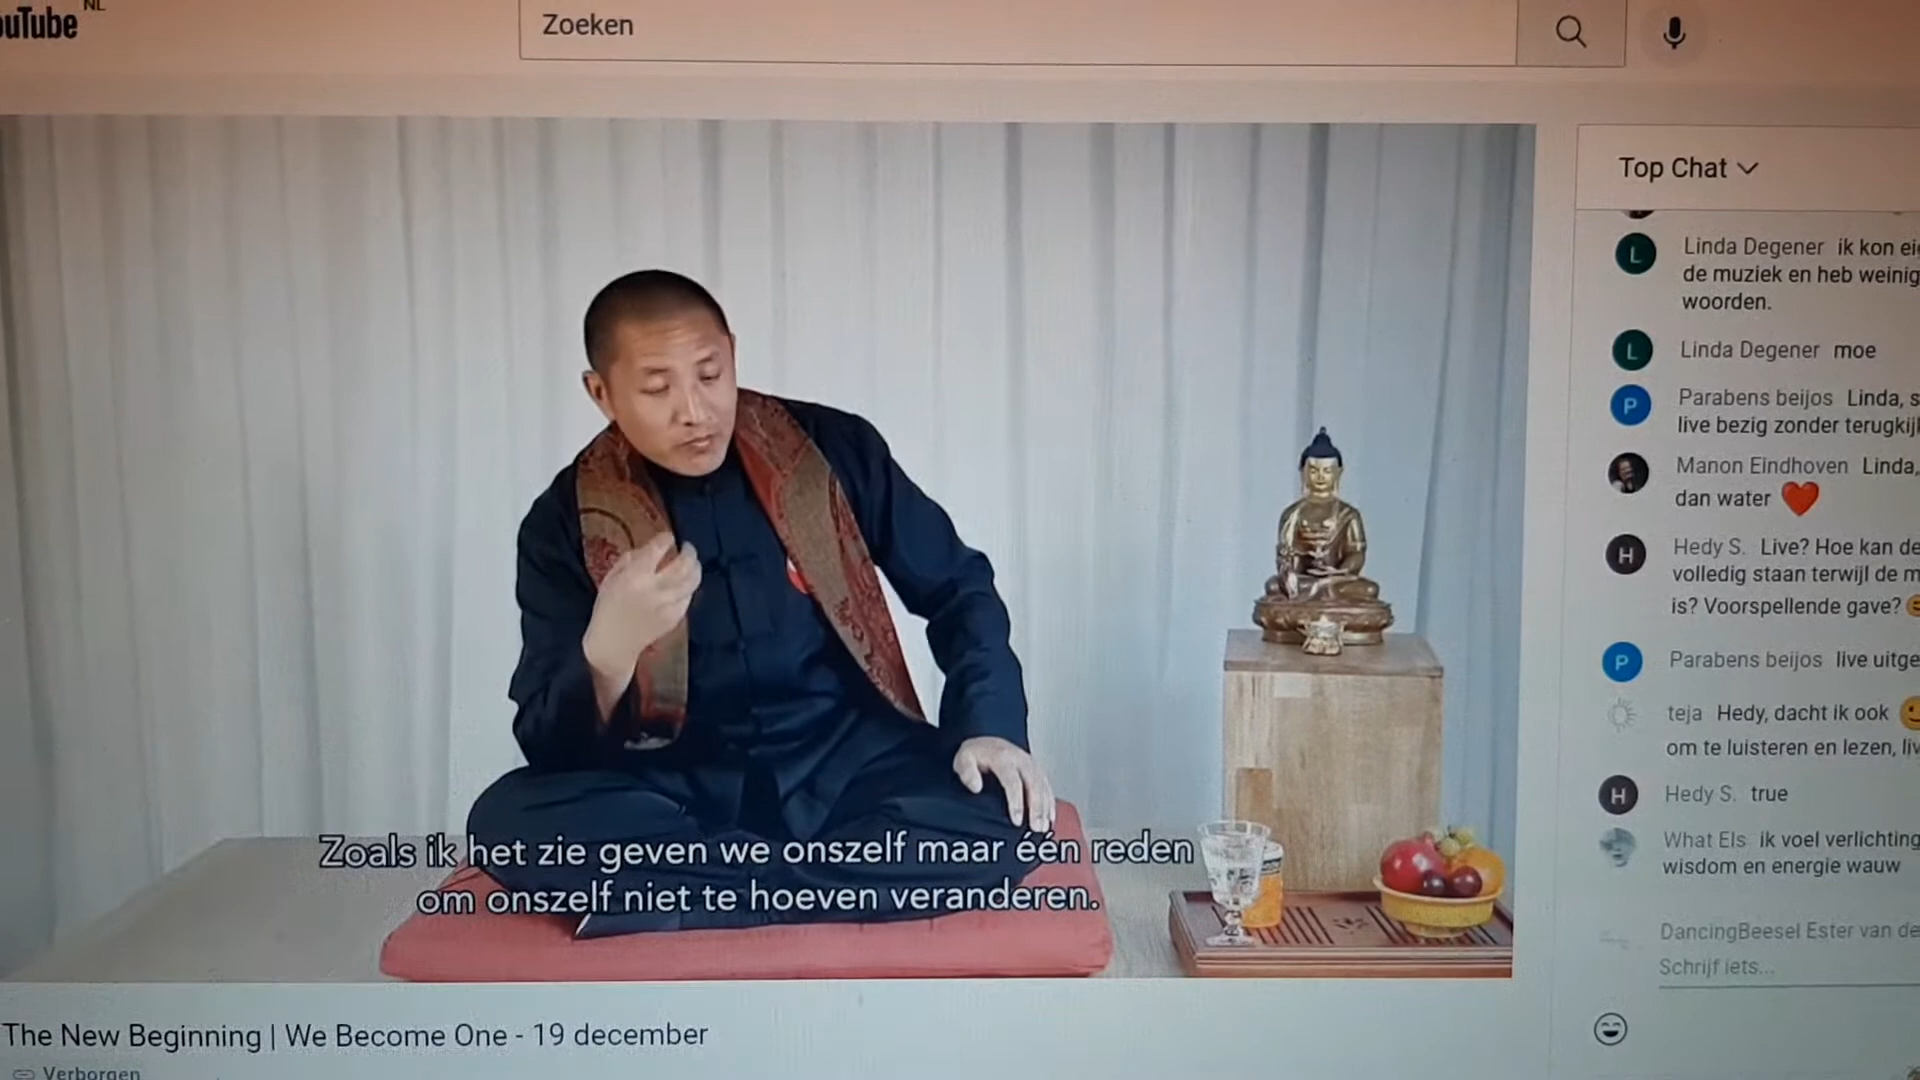 uTube NL
Zoeken
Top Chat
Linda Degener ik kon
de muziek en heb weinig
woorden.
Linda Degener moe
Parabens beijos Linda,
live bezig zonder
Manon Eindhoven Linda,
dan water
Hedy S. Live? Hoe kan de
volledig staan terwijl de
is? Voorspellende gave?
Parabens beijos live
teja Hedy, dacht ik ook
om te luisteren en lezen,
Hedy S. true
What Els ik voel verlichting
wisdom en energie wauw
DancingBeesel Ester van de
Schrijf iets...
Zoals ik het zie geven we onszelf maar één reden
om onszelf niet te hoeven veranderen.
The New Beginning | We Become One - 19 december
Verborgen